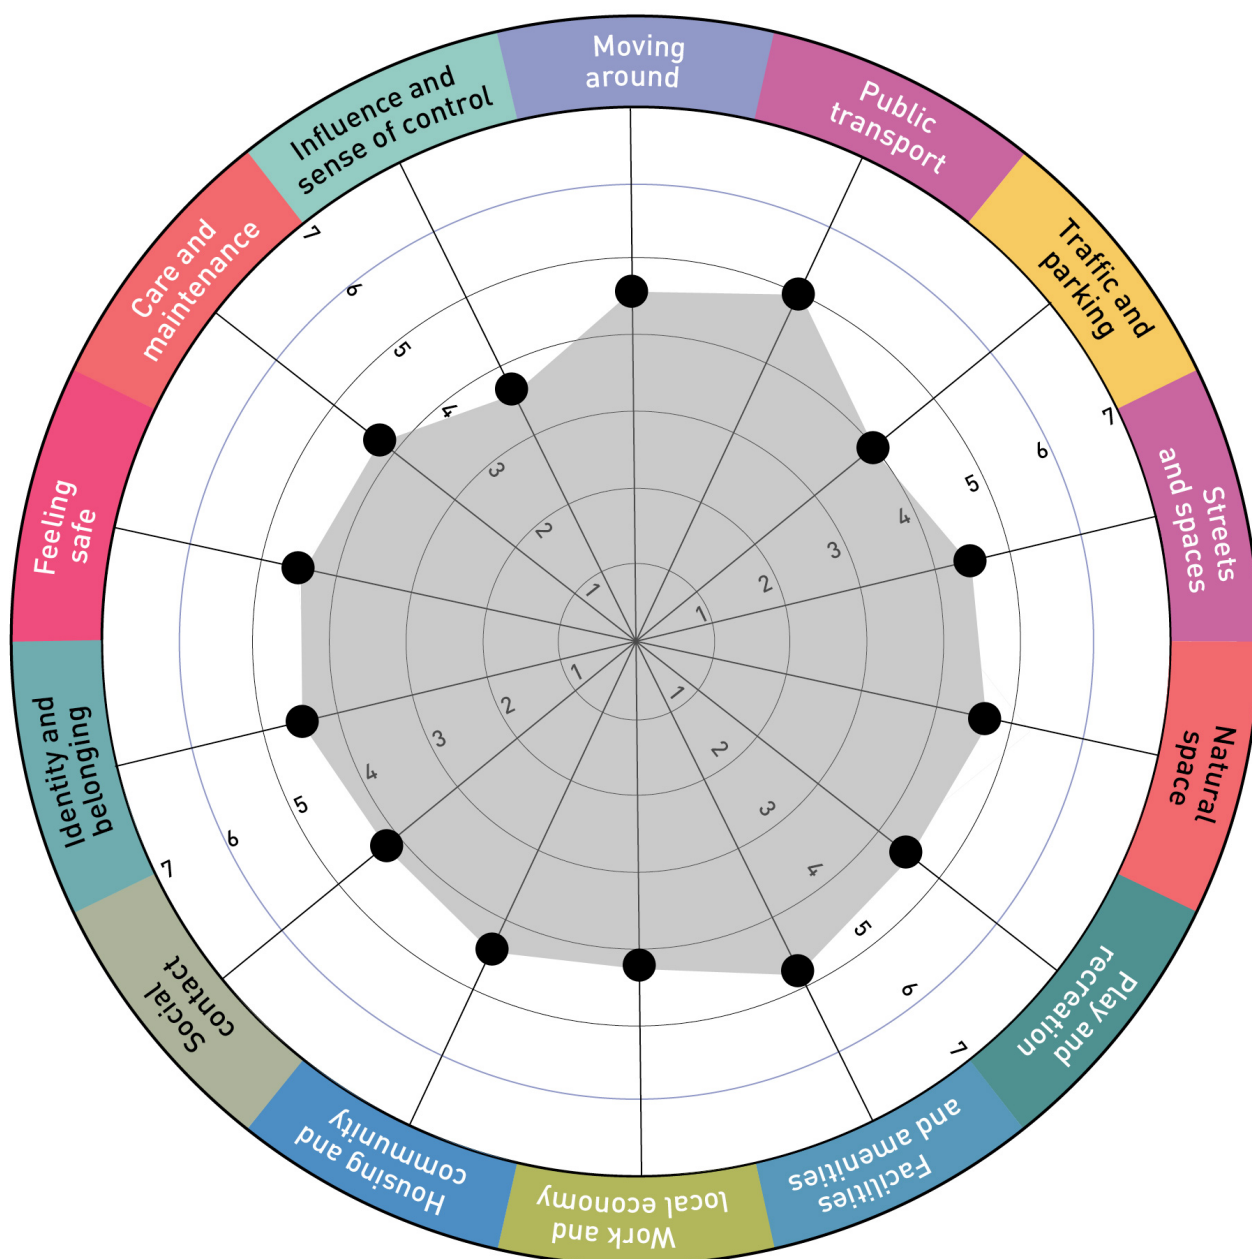 Moving
around
Public
transport
Traffic and
parking
Streets
and spaces
Natural
space
Play and
recreation
Facilities
and amenities
Work and
local economy
Housing and
community
Social
contact
Identity and
belonging
Feeling
safe
Care and
maintenance
Influence and
sense of control
7
6
5
4
3
2
1
7
6
5
4
3
2
1
7
6
5
4
3
2
1
7
6
5
4
3
2
1